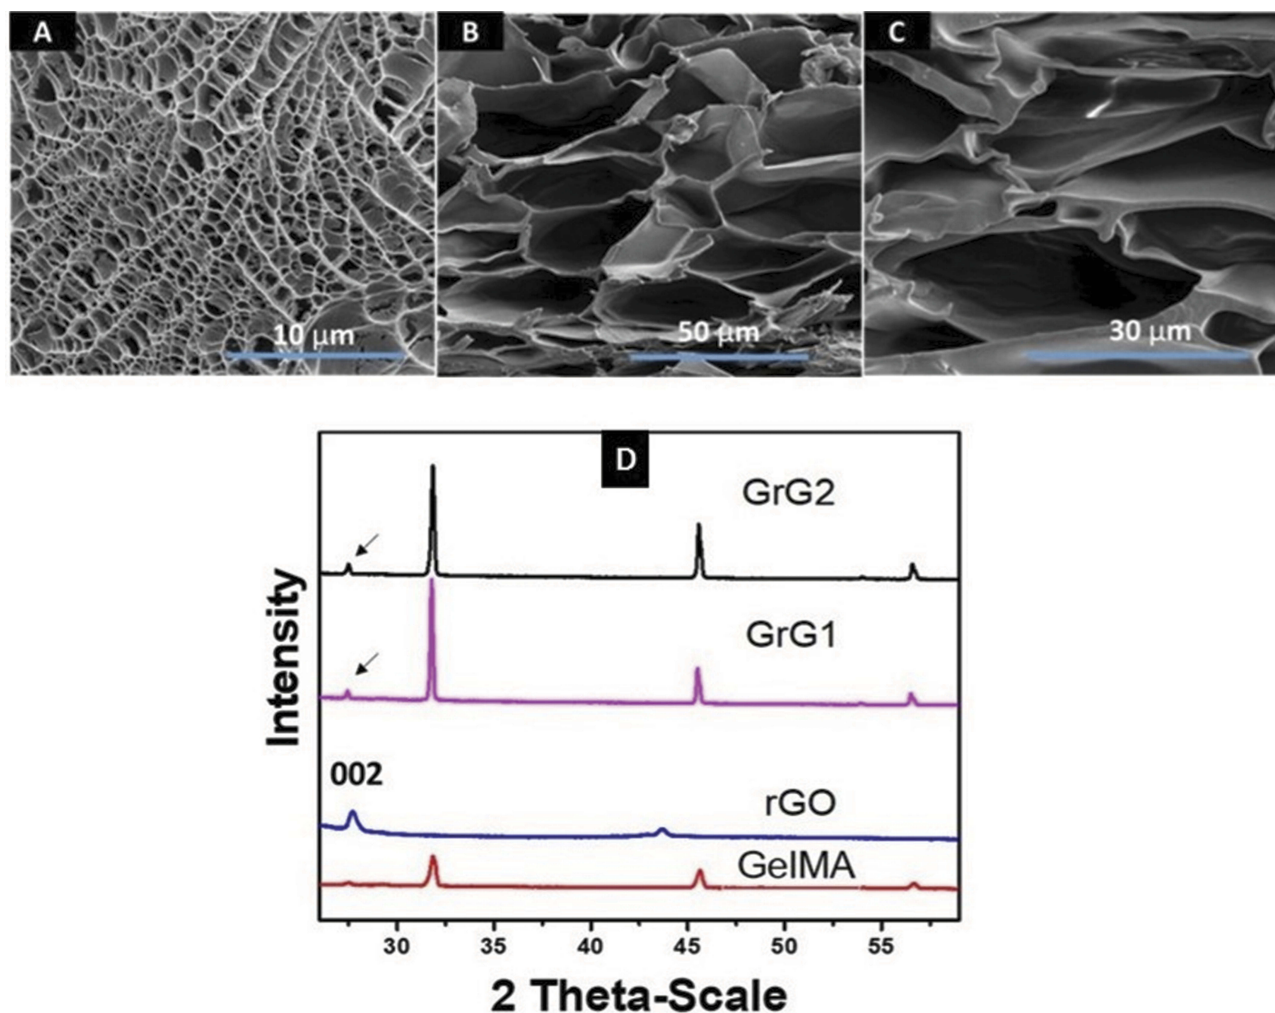 A
B
C
10 μm
50 μm
30 μm
D
GrG2
GrG1
002
rGO
GelMA
Intensity
30 35 40 45 50 55
2 Theta-Scale